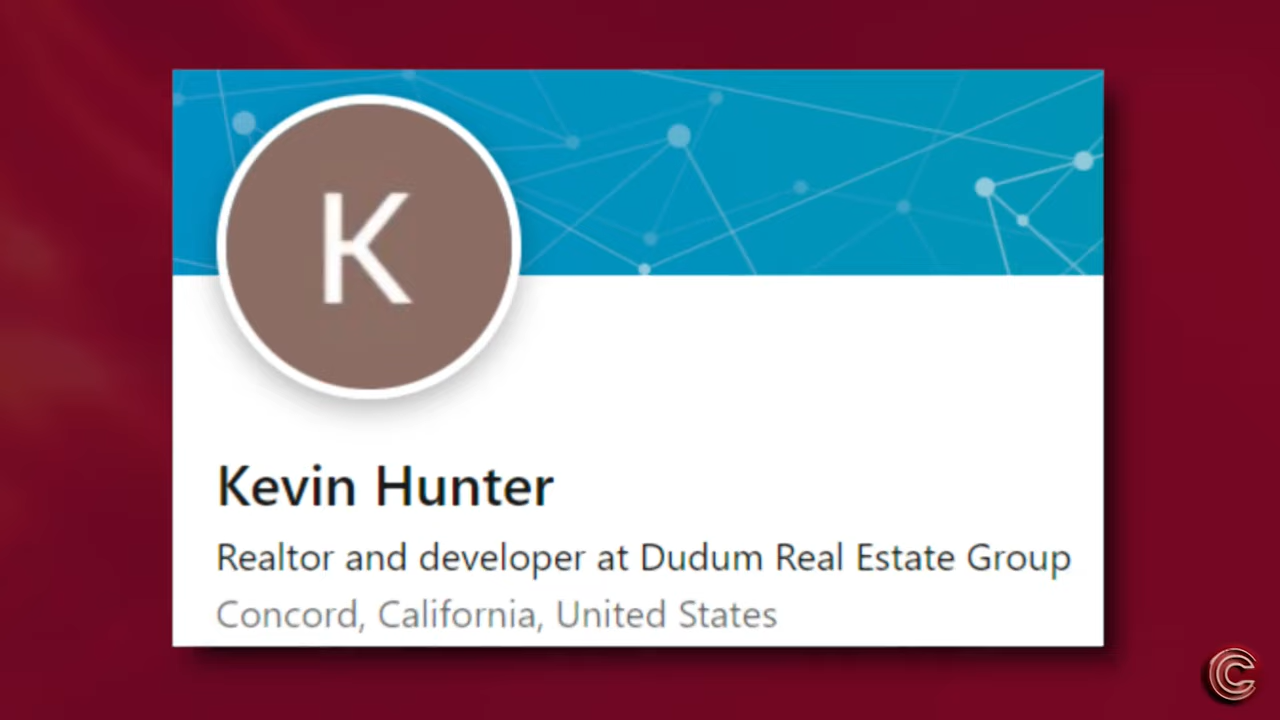 K
Kevin Hunter
Realtor and developer at Dudum Real Estate Group
Concord, California, United States